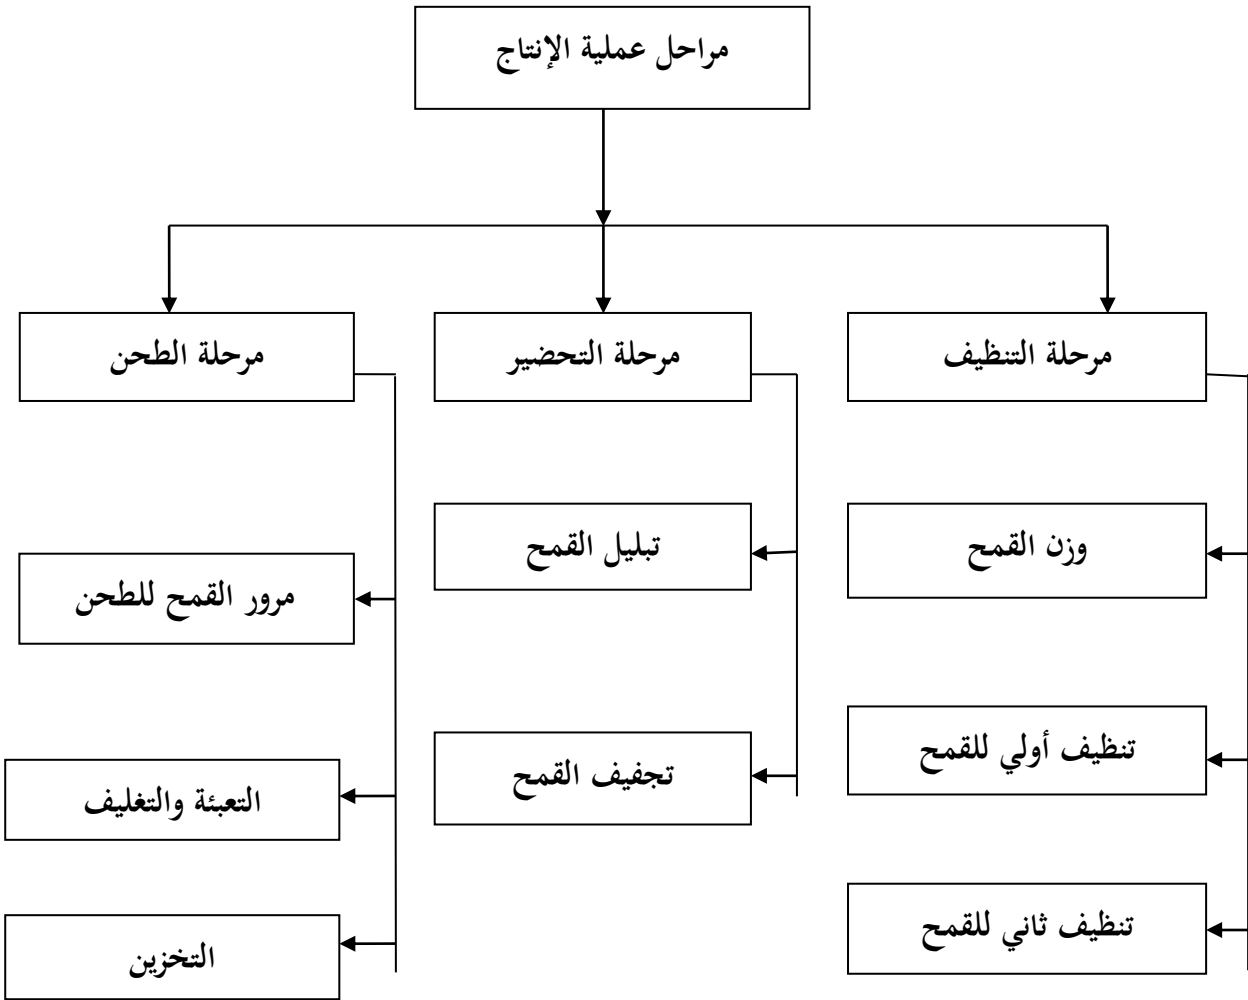 مراحل عملية الإنتاج
مرحلة التنظيف
مرحلة التحضير
مرحلة الطحن
وزن القمح
تنظيف أولي للقمح
تنظيف ثاني للقمح
تبليل القمح
تجفيف القمح
مرور القمح للطحن
التعبئة والتغليف
التخزين